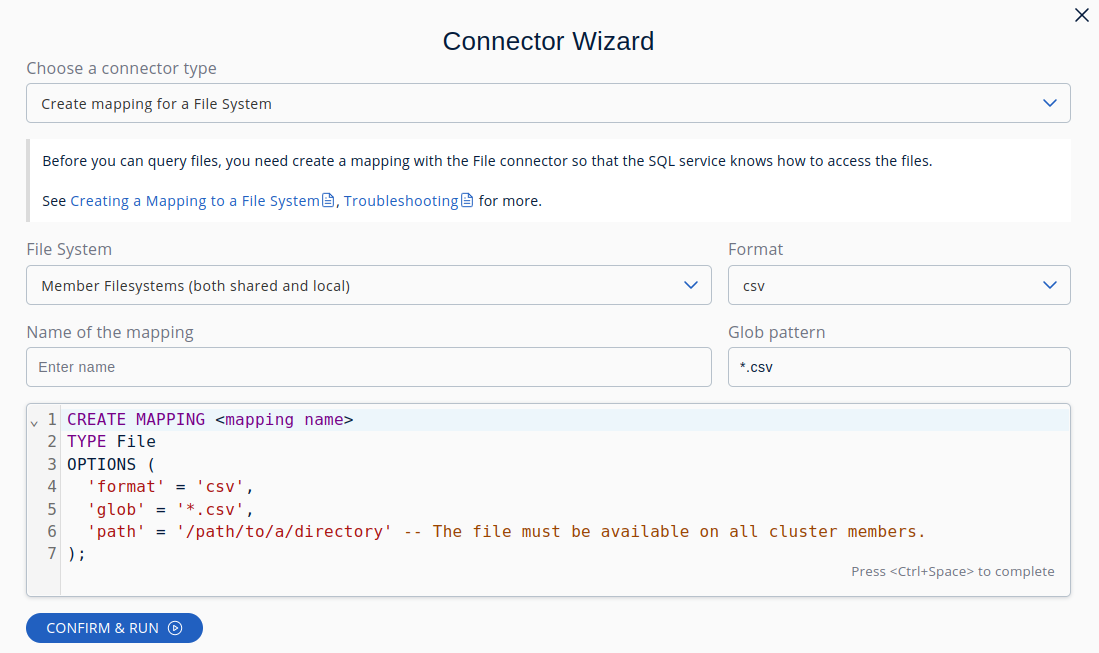 Connector Wizard
Choose a connector type
Create mapping for a File System
Before you can query files, you need create a mapping with the File connector so that the SQL service knows how to access the files.
See Creating a Mapping to a File System, Troubleshooting for more.
File System
Format
Member Filesystems (both shared and local)
csv
Name of the mapping
Glob pattern
Enter name
*.csv
1 CREATE MAPPING <mapping name>
2 TYPE File
3 OPTIONS (
4   'format' = 'csv',
5   'glob' = '*.csv',
6   'path' = '/path/to/a/directory' -- The file must be available on all cluster members.
7 );
Press <Ctrl+Space> to complete
CONFIRM & RUN